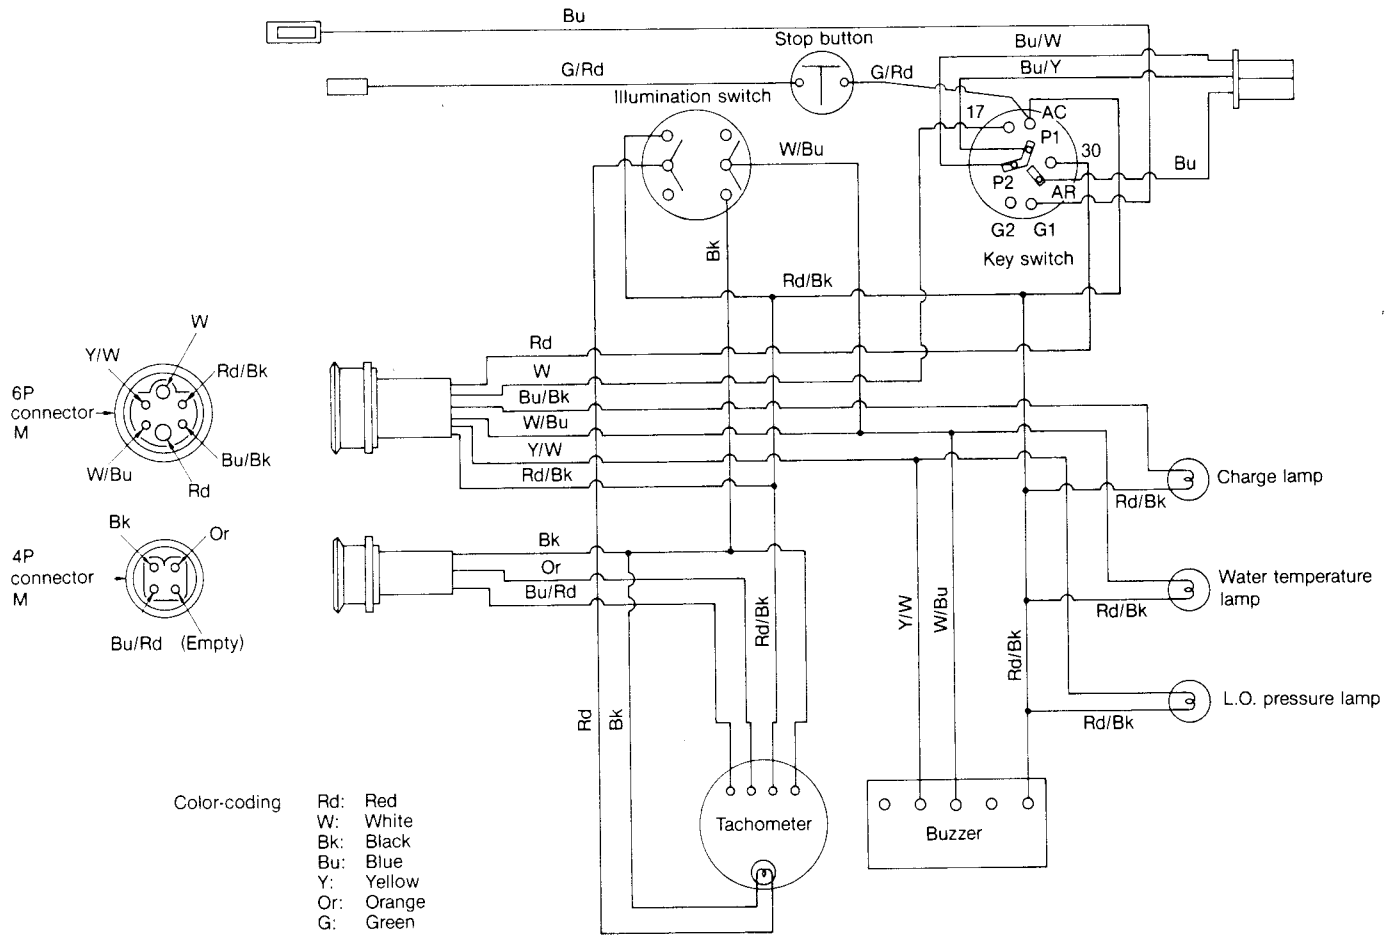 Bu
Stop button
Bu/W
Bu/Y
G/Rd
G/Rd
Illumination switch
17
AC
P1
30
W/Bu
Bu
P2
AR
G2
G1
Key switch
Bk
Rd/Bk
W
Y/W
Rd/Bk
6P
connector
M
W/Bu
Bu/Bk
Rd
Rd
W
Bu/Bk
W/Bu
Y/W
Rd/Bk
Charge lamp
Rd/Bk
Bk
Or
4P
connector
M
Bu/Rd
(Empty)
Bk
Or
Bu/Rd
Water temperature
lamp
Rd/Bk
Rd/Bk
Y/W
W/Bu
Rd/Bk
L.O. pressure lamp
Rd/Bk
Rd
Bk
Tachometer
Buzzer
Color-coding
Rd: Red
W: White
Bk: Black
Bu: Blue
Y: Yellow
Or: Orange
G: Green